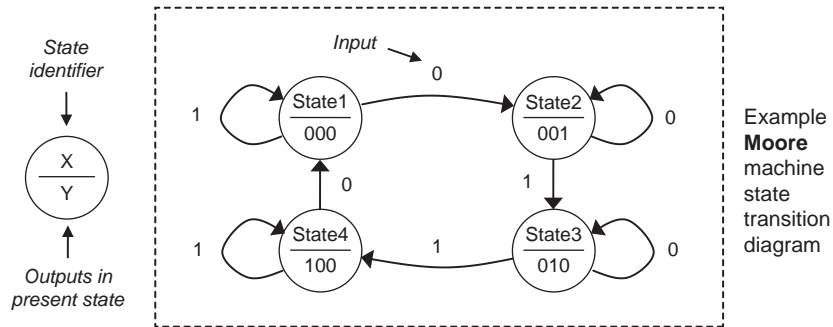 State
identifier
X
Y
Outputs in
present state
Input
0
1
State1
000
State2
001
0
0
1
1
State4
100
1
State3
010
0
Example
Moore
machine
state
transition
diagram